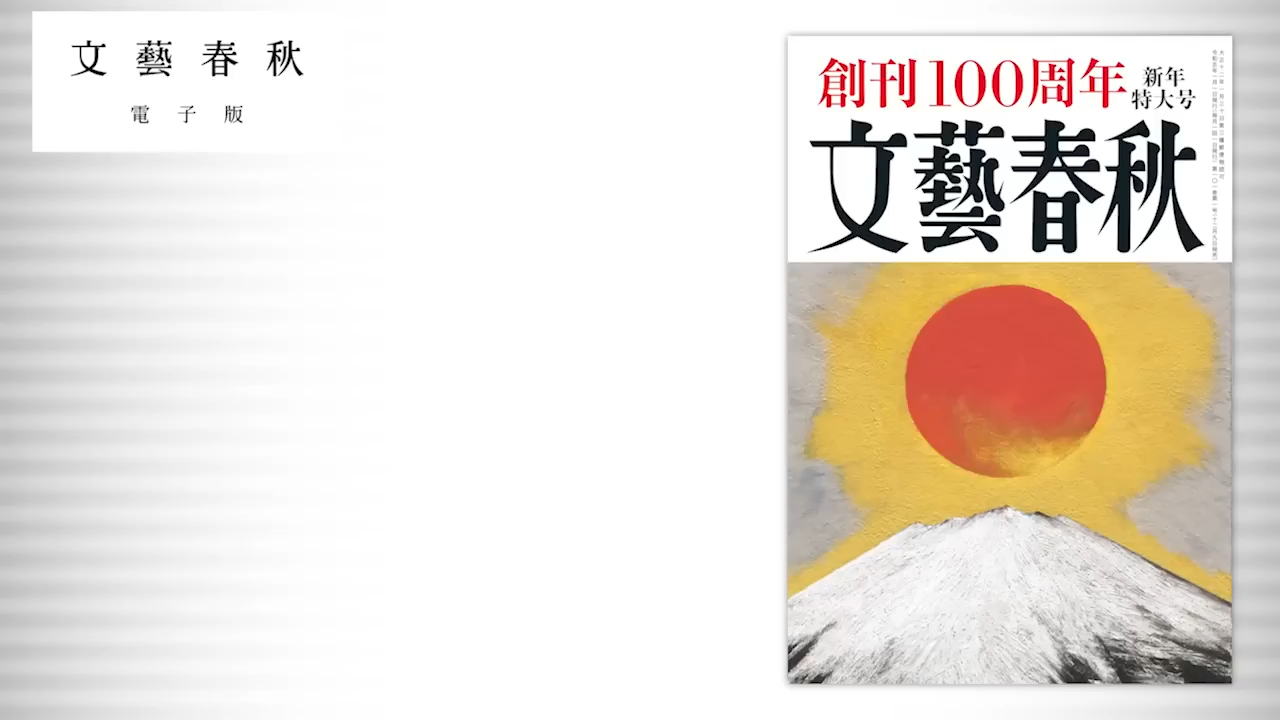 文藝春秋
電子版
創刊100周年
新年
特大号
文藝春秋